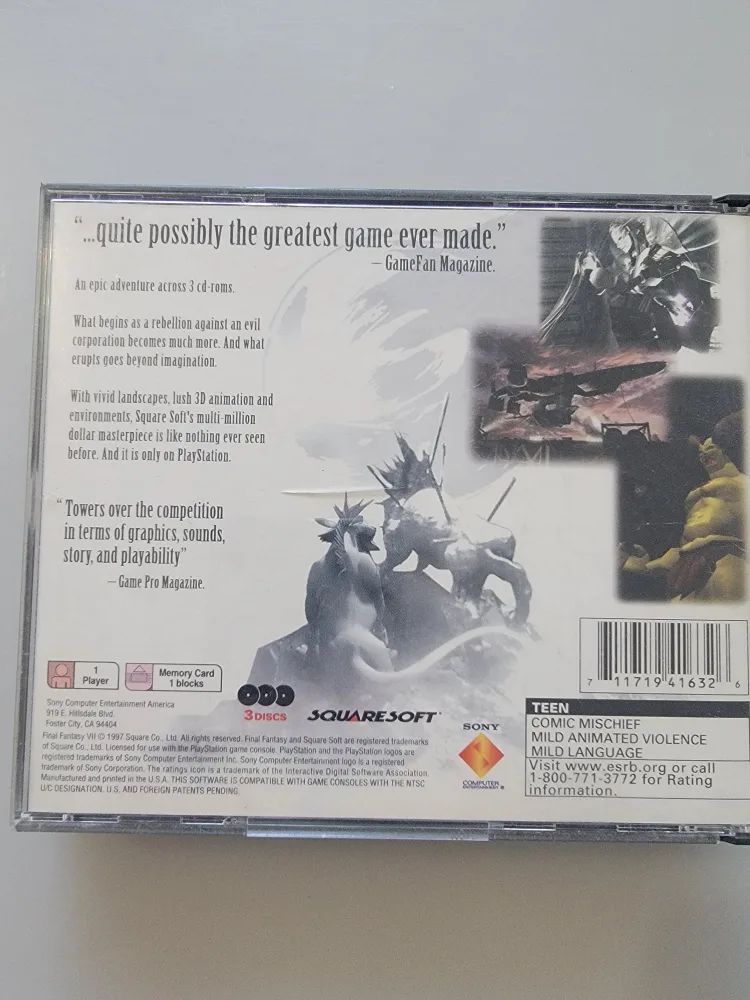 “...quite possibly the greatest game ever made.”
– GameFan Magazine.
An epic adventure across 3 cd-roms.
What begins as a rebellion against an evil
corporation becomes much more. And what
erupts goes beyond imagination.
With vivid landscapes, lush 3D animation and
environments, Square Soft's multi-million
dollar masterpiece is like nothing ever seen
before. And it is only on PlayStation.
“Towers over the competition
in terms of graphics, sounds,
story, and playability”
– Game Pro Magazine.
1
Player
Memory Card
1 blocks
3 DISCS
SQUARESOFT
Sony Computer Entertainment America
919 E. Hillsdale Blvd.
Foster City, CA 94404
Final Fantasy VII © 1997 Square Co., Ltd. All rights reserved. Final Fantasy and Square Soft are registered trademarks
of Square Co., Ltd. Licensed for use with the PlayStation game console. PlayStation and the PlayStation logos are
registered trademarks of Sony Computer Entertainment Inc. Sony Computer Entertainment logo is a registered
trademark of Sony Corporation. The ratings icon is a trademark of the Interactive Digital Software Association.
Manufactured and printed in the U.S.A. THIS SOFTWARE IS COMPATIBLE WITH GAME CONSOLES WITH THE NTSC
U/C DESIGNATION. U.S. AND FOREIGN PATENTS PENDING.
SONY
COMPUTER
ENTERTAINMENT ®
7 11719 41632 6
TEEN
COMIC MISCHIEF
MILD ANIMATED VIOLENCE
MILD LANGUAGE
Visit www.esrb.org or call
1-800-771-3772 for Rating
information.